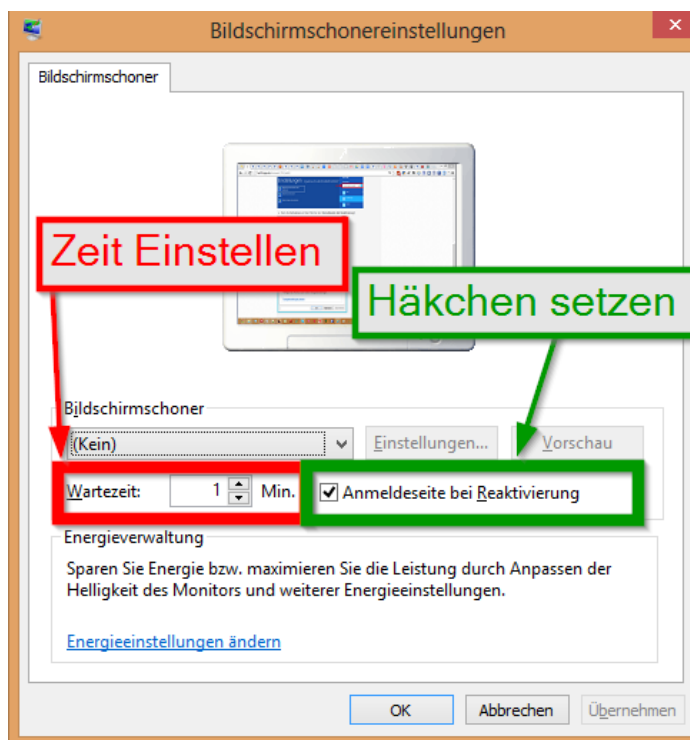 Bildschirmschonereinstellungen
Bildschirmschoner
Zeit Einstellen
Häkchen setzen
Bildschirmschoner
(Kein)
Einstellungen...
Vorschau
Wartezeit: 1 Min.
Anmeldeseite bei Reaktivierung
Energieverwaltung
Sparen Sie Energie bzw. maximieren Sie die Leistung durch Anpassen der
Helligkeit des Monitors und weiterer Energieeinstellungen.
Energieeinstellungen ändern
OK
Abbrechen
Übernehmen